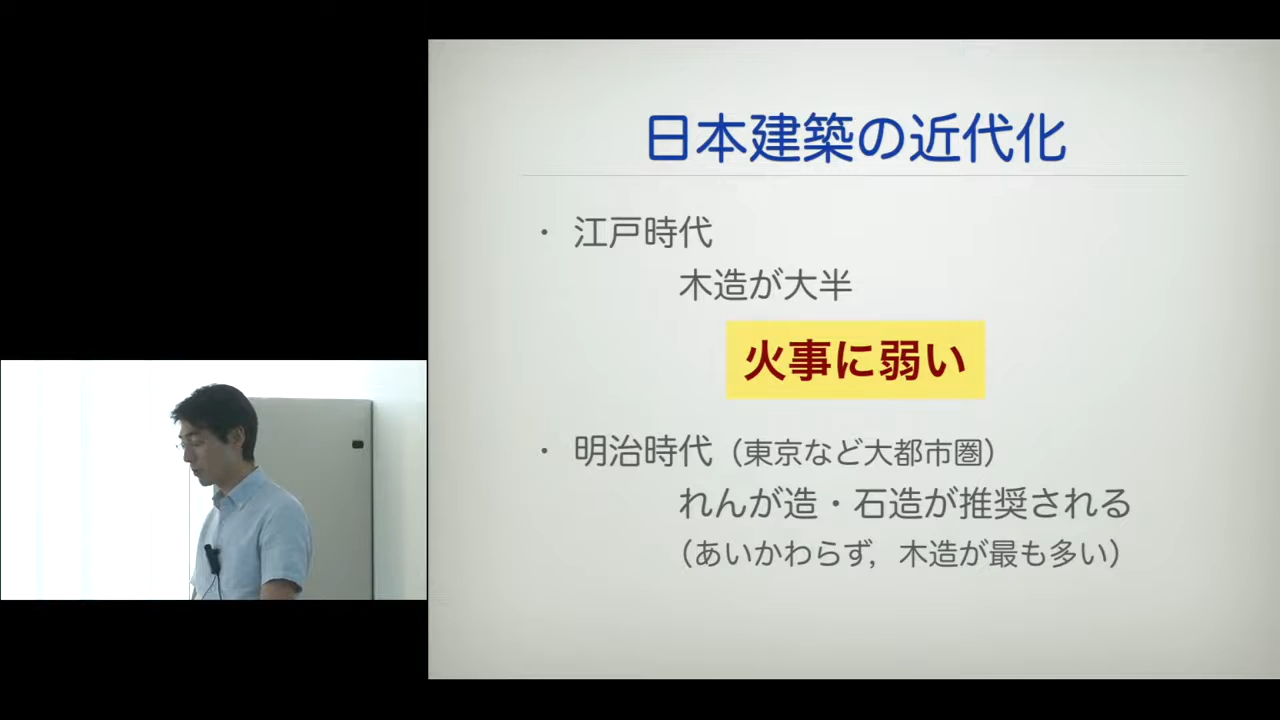 日本建築の近代化
・ 江戸時代
木造が大半
火事に弱い
・ 明治時代（東京など大都市圏）
れんが造・石造が推奨される
（あいかわらず，木造が最も多い）